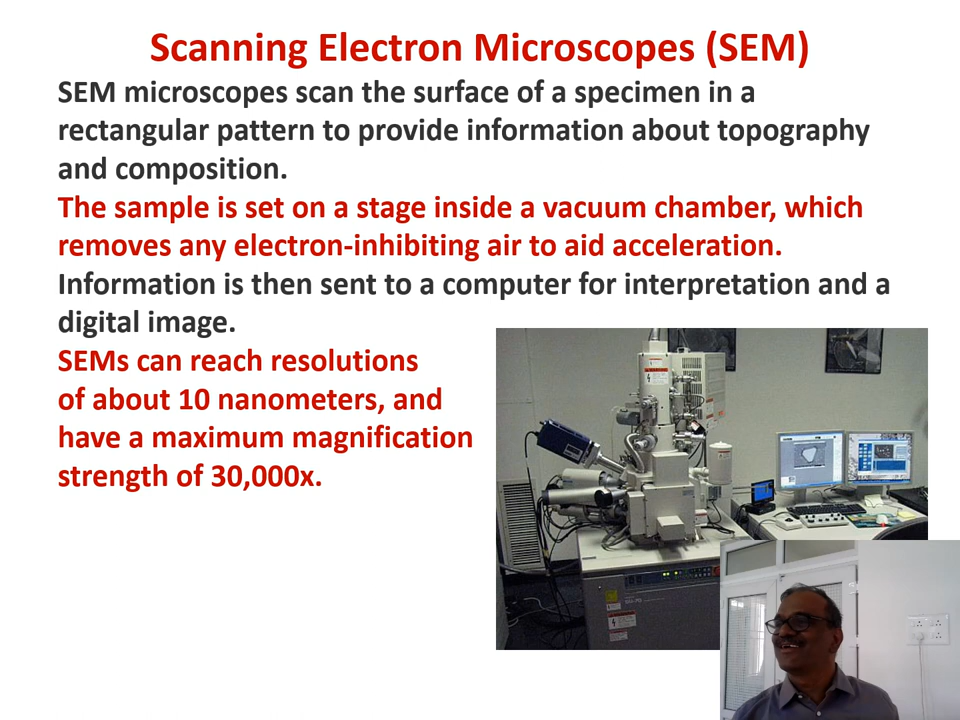 Scanning Electron Microscopes (SEM)
SEM microscopes scan the surface of a specimen in a
rectangular pattern to provide information about topography
and composition.
The sample is set on a stage inside a vacuum chamber, which
removes any electron-inhibiting air to aid acceleration.
Information is then sent to a computer for interpretation and a
digital image.
SEMs can reach resolutions
of about 10 nanometers, and
have a maximum magnification
strength of 30,000x.